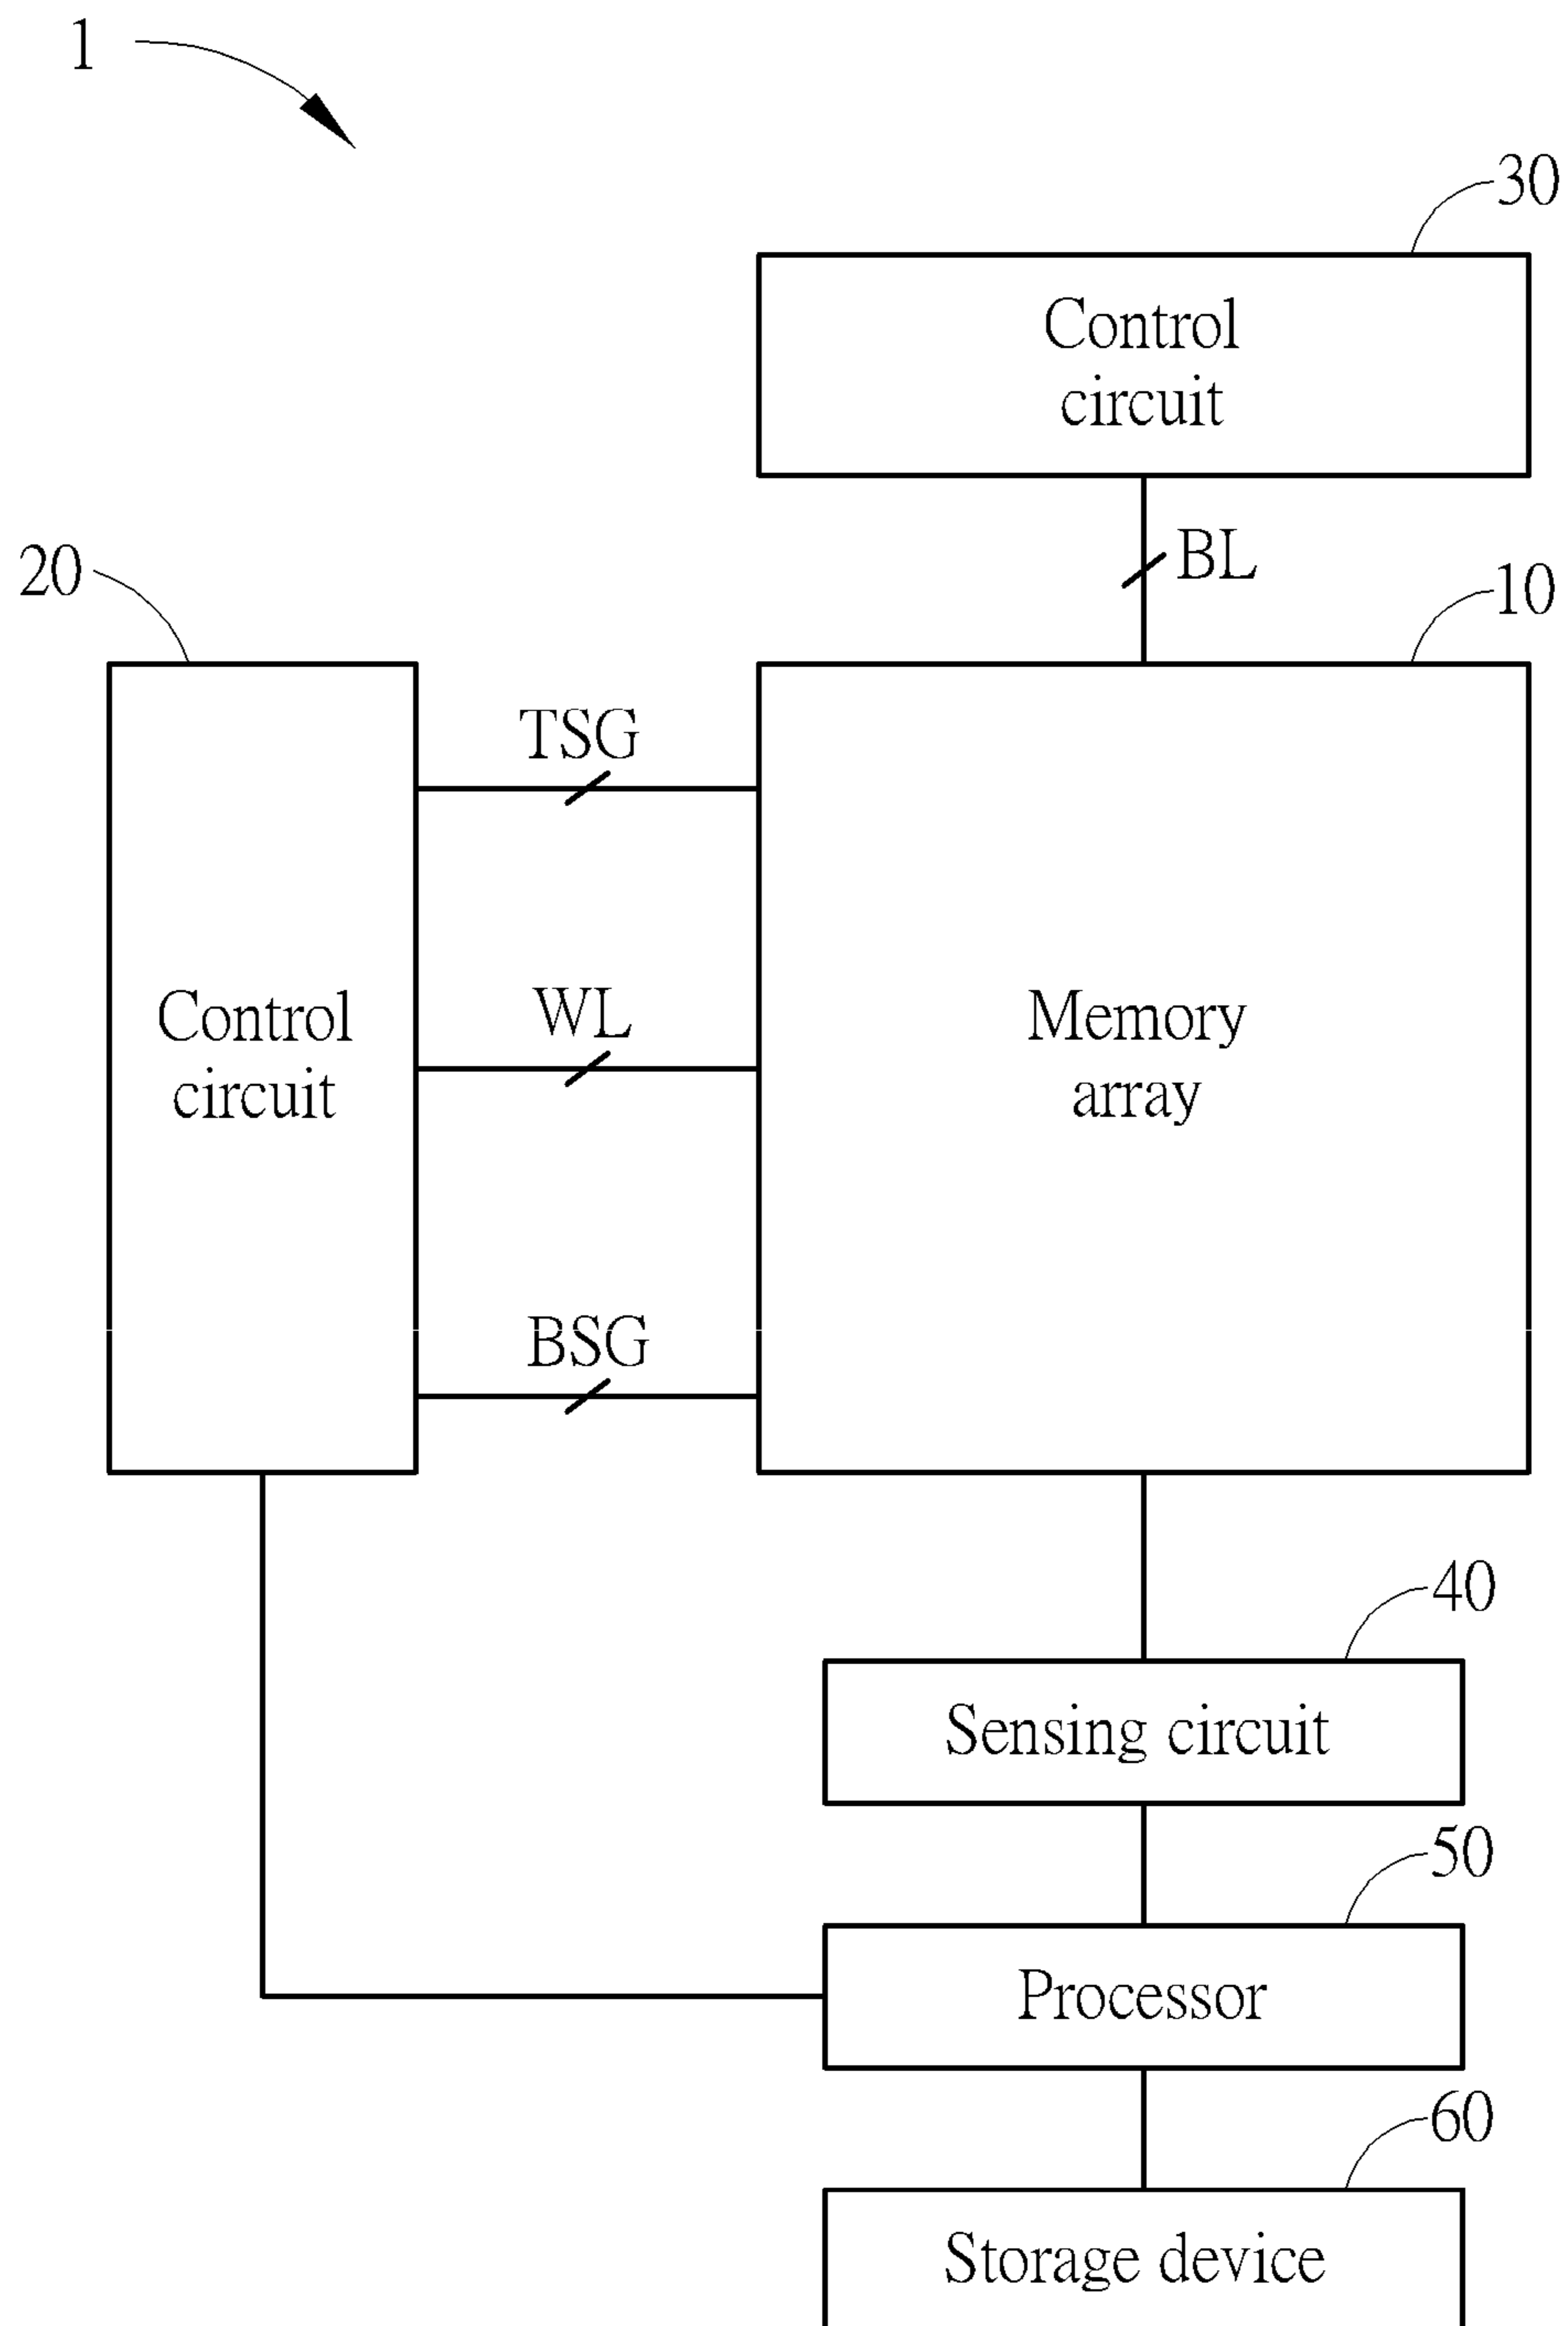 1
30
Control
circuit
BL
20
10
TSG
Control
circuit
WL
Memory
array
BSG
40
Sensing circuit
50
Processor
60
Storage device